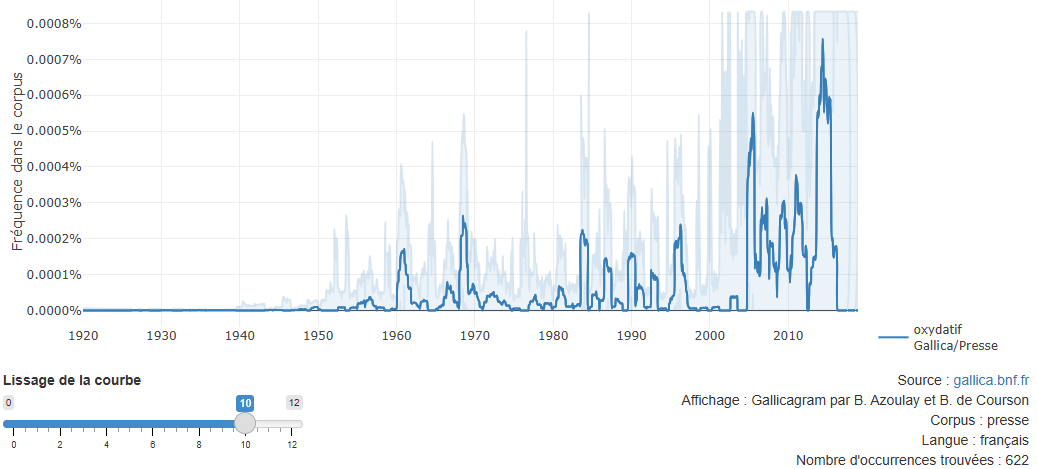 0.0008%
0.0007%
0.0006%
0.0005%
0.0004%
0.0003%
0.0002%
0.0001%
0.0000%
Fréquence dans le corpus
1920 1930 1940 1950 1960 1970 1980 1990 2000 2010
oxydatif
Gallica/Presse
Lissage de la courbe
0 10 12
0 2 4 6 8 10 12
Source : gallica.bnf.fr
Affichage : Gallicagram par B. Azoulay et B. de Courson
Corpus : presse
Langue : français
Nombre d'occurrences trouvées : 622